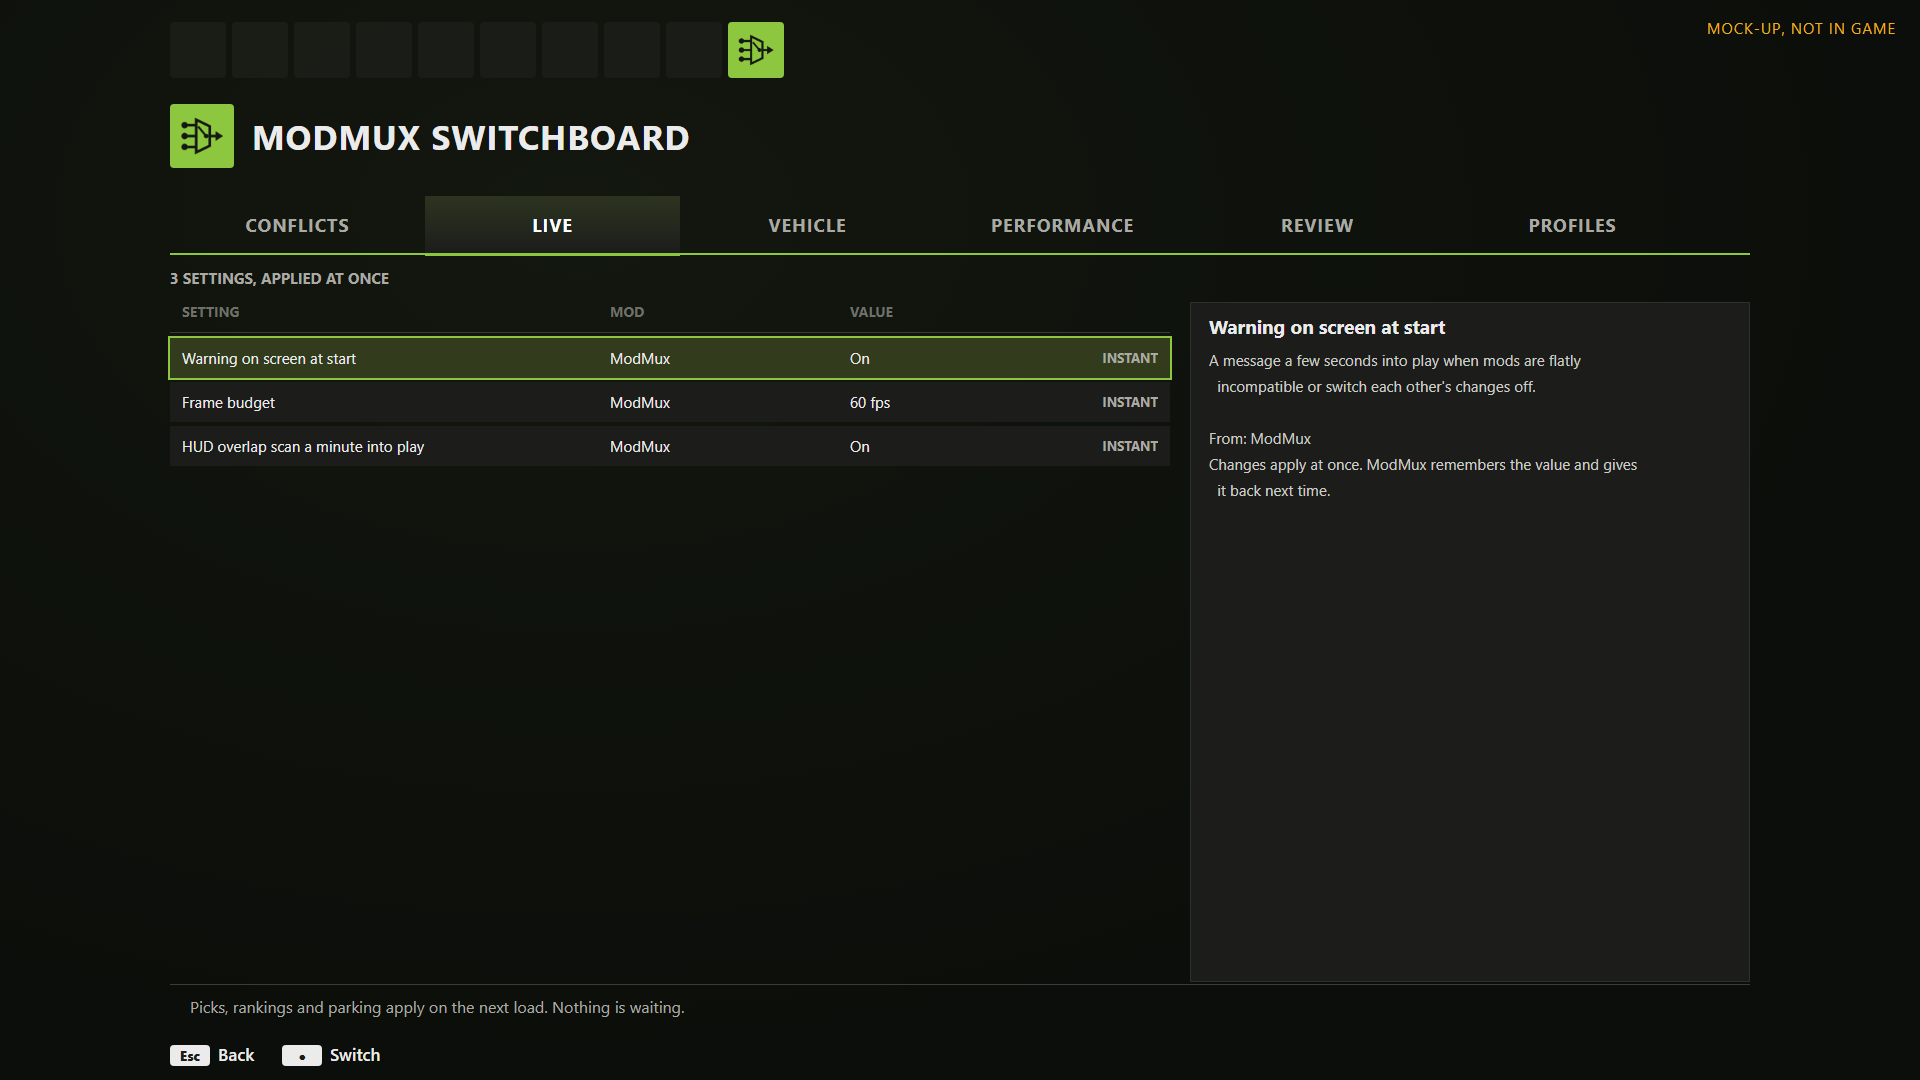 MOCK-UP, NOT IN GAME
MODMUX SWITCHBOARD
CONFLICTS LIVE VEHICLE PERFORMANCE REVIEW PROFILES
3 SETTINGS, APPLIED AT ONCE
SETTING MOD VALUE
Warning on screen at start ModMux On INSTANT
Frame budget ModMux 60 fps INSTANT
HUD overlap scan a minute into play ModMux On INSTANT
Warning on screen at start
A message a few seconds into play when mods are flatly
incompatible or switch each other's changes off.
From: ModMux
Changes apply at once. ModMux remembers the value and gives
it back next time.
Picks, rankings and parking apply on the next load. Nothing is waiting.
Esc Back • Switch